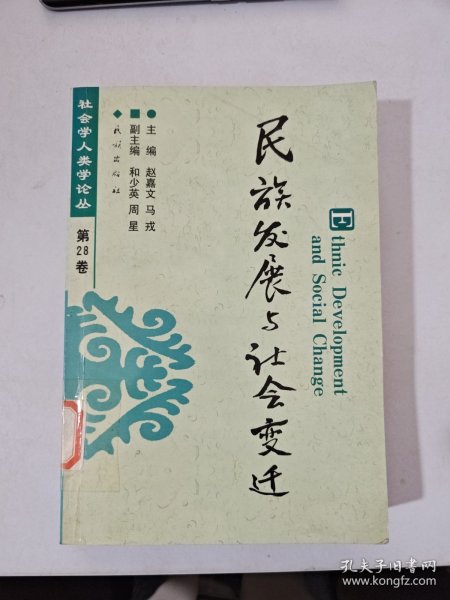 社会学人类学论丛
第28卷
主编 赵嘉文 马戎
副主编 和少英 周星
民族出版社
民族发展与社会变迁
Ethnic Development
and Social Change
孔夫子旧书网
www.kongfz.com